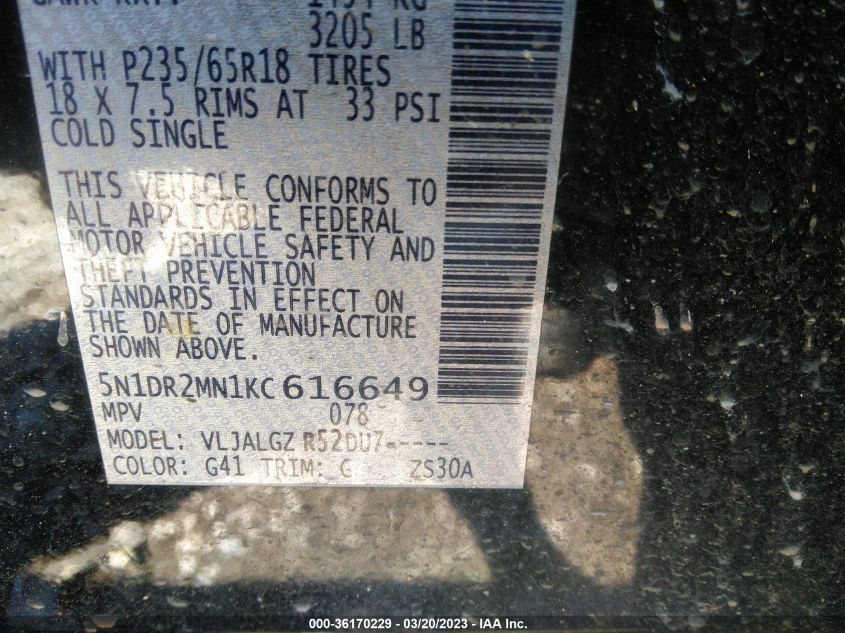 3205 LB
WITH P235/65R18 TIRES
18 X 7.5 RIMS AT 33 PSI
COLD SINGLE
THIS VEHICLE CONFORMS TO
ALL APPLICABLE FEDERAL
MOTOR VEHICLE SAFETY AND
THEFT PREVENTION
STANDARDS IN EFFECT ON
THE DATE OF MANUFACTURE
SHOWN ABOVE.
5N1DR2MN1KC616649
MPV 078
MODEL: VLJALGZ R52DU7-----
COLOR: G41 TRIM: G ZS30A
000-36170229 - 03/20/2023 - IAA Inc.